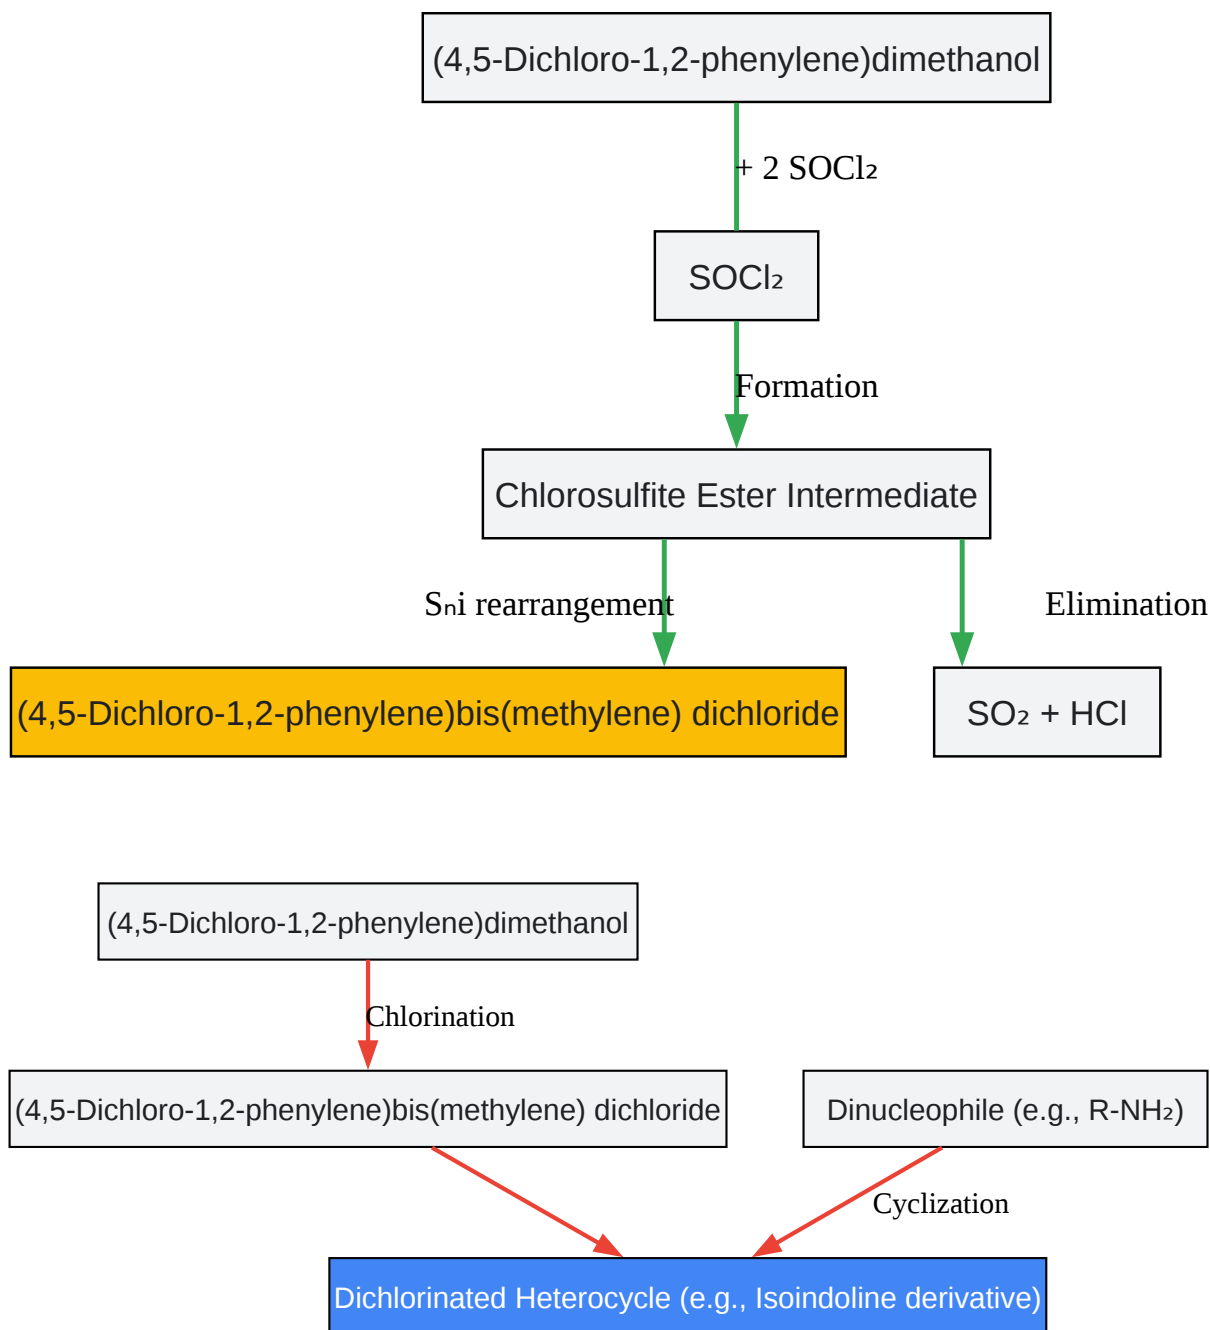 (4,5-Dichloro-1,2-phenylene)dimethanol
+ 2 SOCl₂
SOCl₂
Formation
Chlorosulfite Ester Intermediate
Sₙi rearrangement
Elimination
(4,5-Dichloro-1,2-phenylene)bis(methylene) dichloride
SO₂ + HCl
(4,5-Dichloro-1,2-phenylene)dimethanol
Chlorination
(4,5-Dichloro-1,2-phenylene)bis(methylene) dichloride
Dinucleophile (e.g., R-NH₂)
Cyclization
Dichlorinated Heterocycle (e.g., Isoindoline derivative)